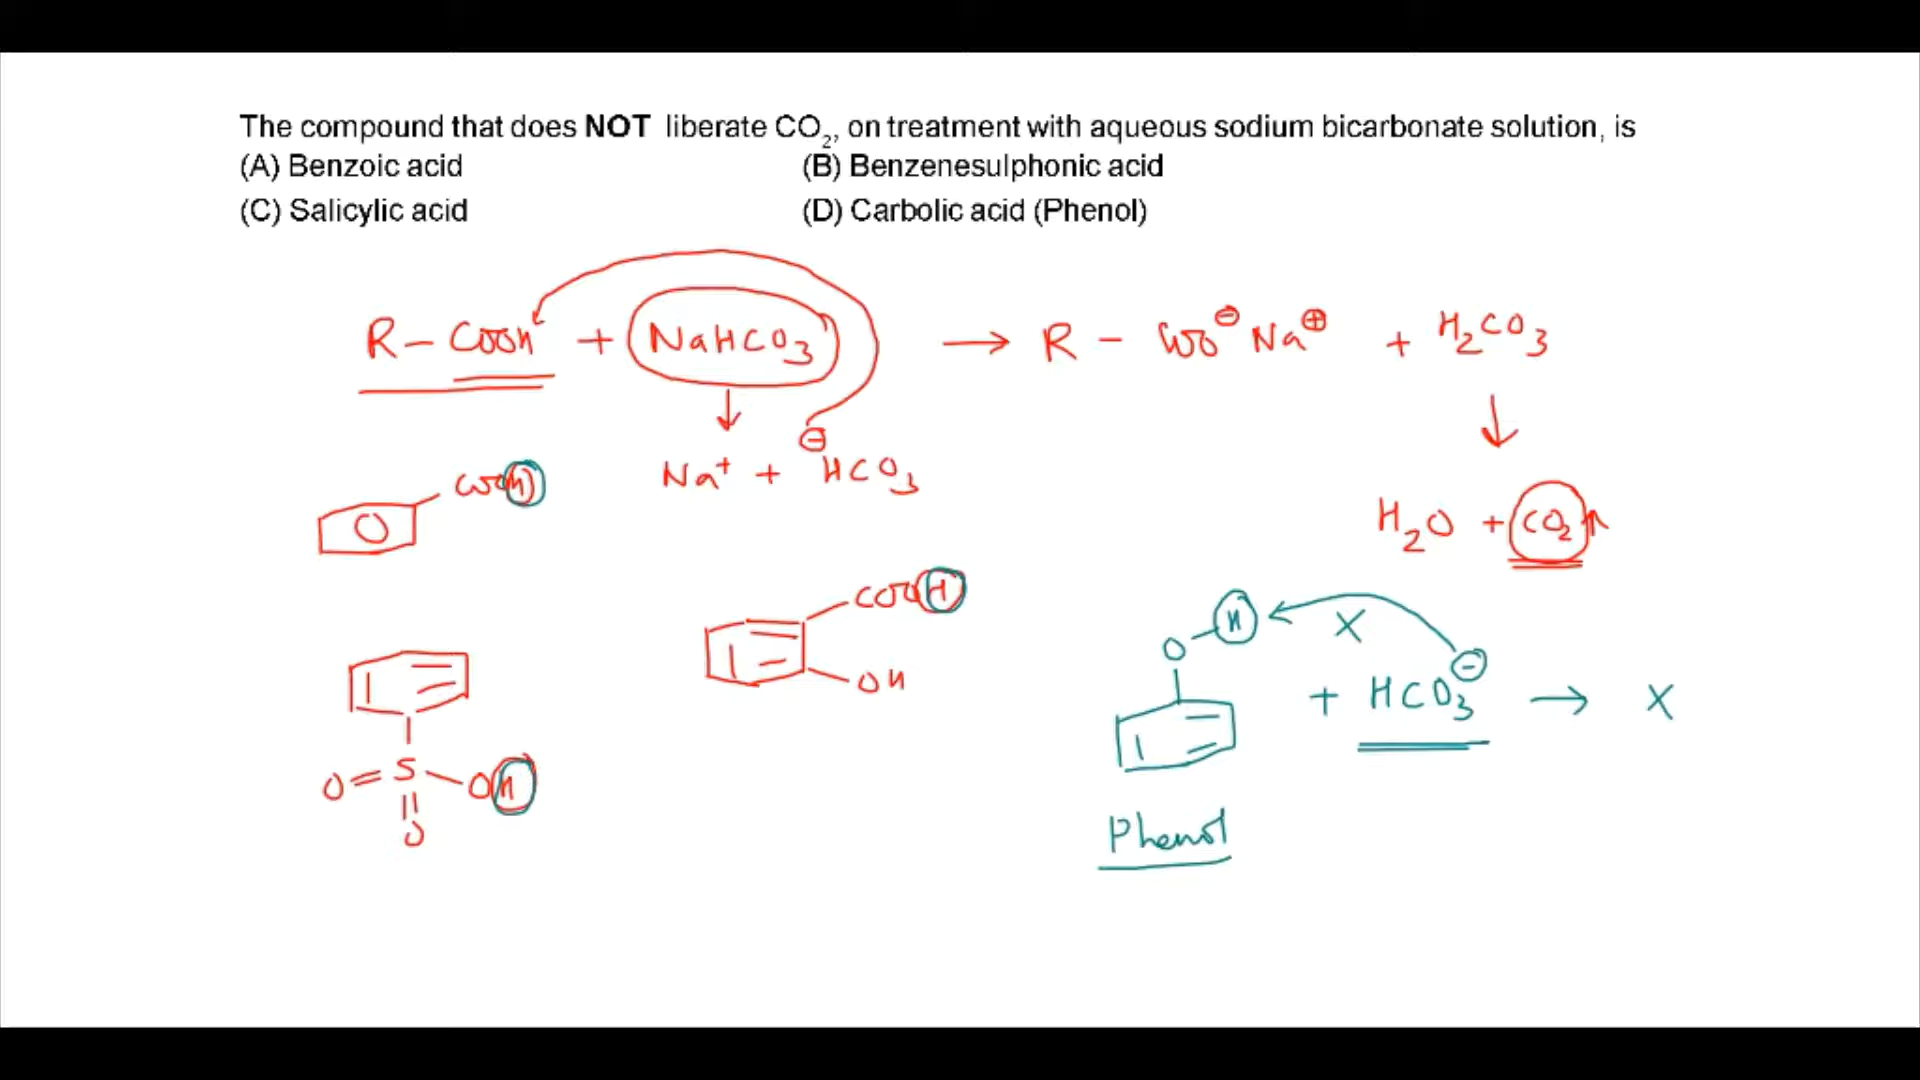 The compound that does NOT liberate CO₂, on treatment with aqueous sodium bicarbonate solution, is
(A) Benzoic acid (B) Benzenesulphonic acid
(C) Salicylic acid (D) Carbolic acid (Phenol)
R – COOH + NaHCO₃ → R – COO⊖ Na⊕ + H₂CO₃
↓ ↓
Na⁺ + ⊖HCO₃
COOH
H₂O + CO₂↑
COOH
OH
O – H X
+ HCO₃⊖ → X
O = S – OH
O
Phenol